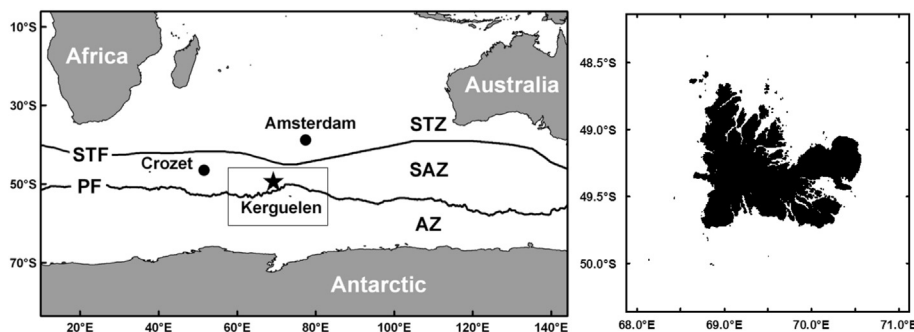 10°S
30°S
50°S
70°S
Africa
Australia
Amsterdam
STZ
STF
Crozet
SAZ
PF
Kerguelen
AZ
Antarctic
20°E 40°E 60°E 80°E 100°E 120°E 140°E
48.5°S
49.0°S
49.5°S
50.0°S
68.0°E 69.0°E 70.0°E 71.0°E